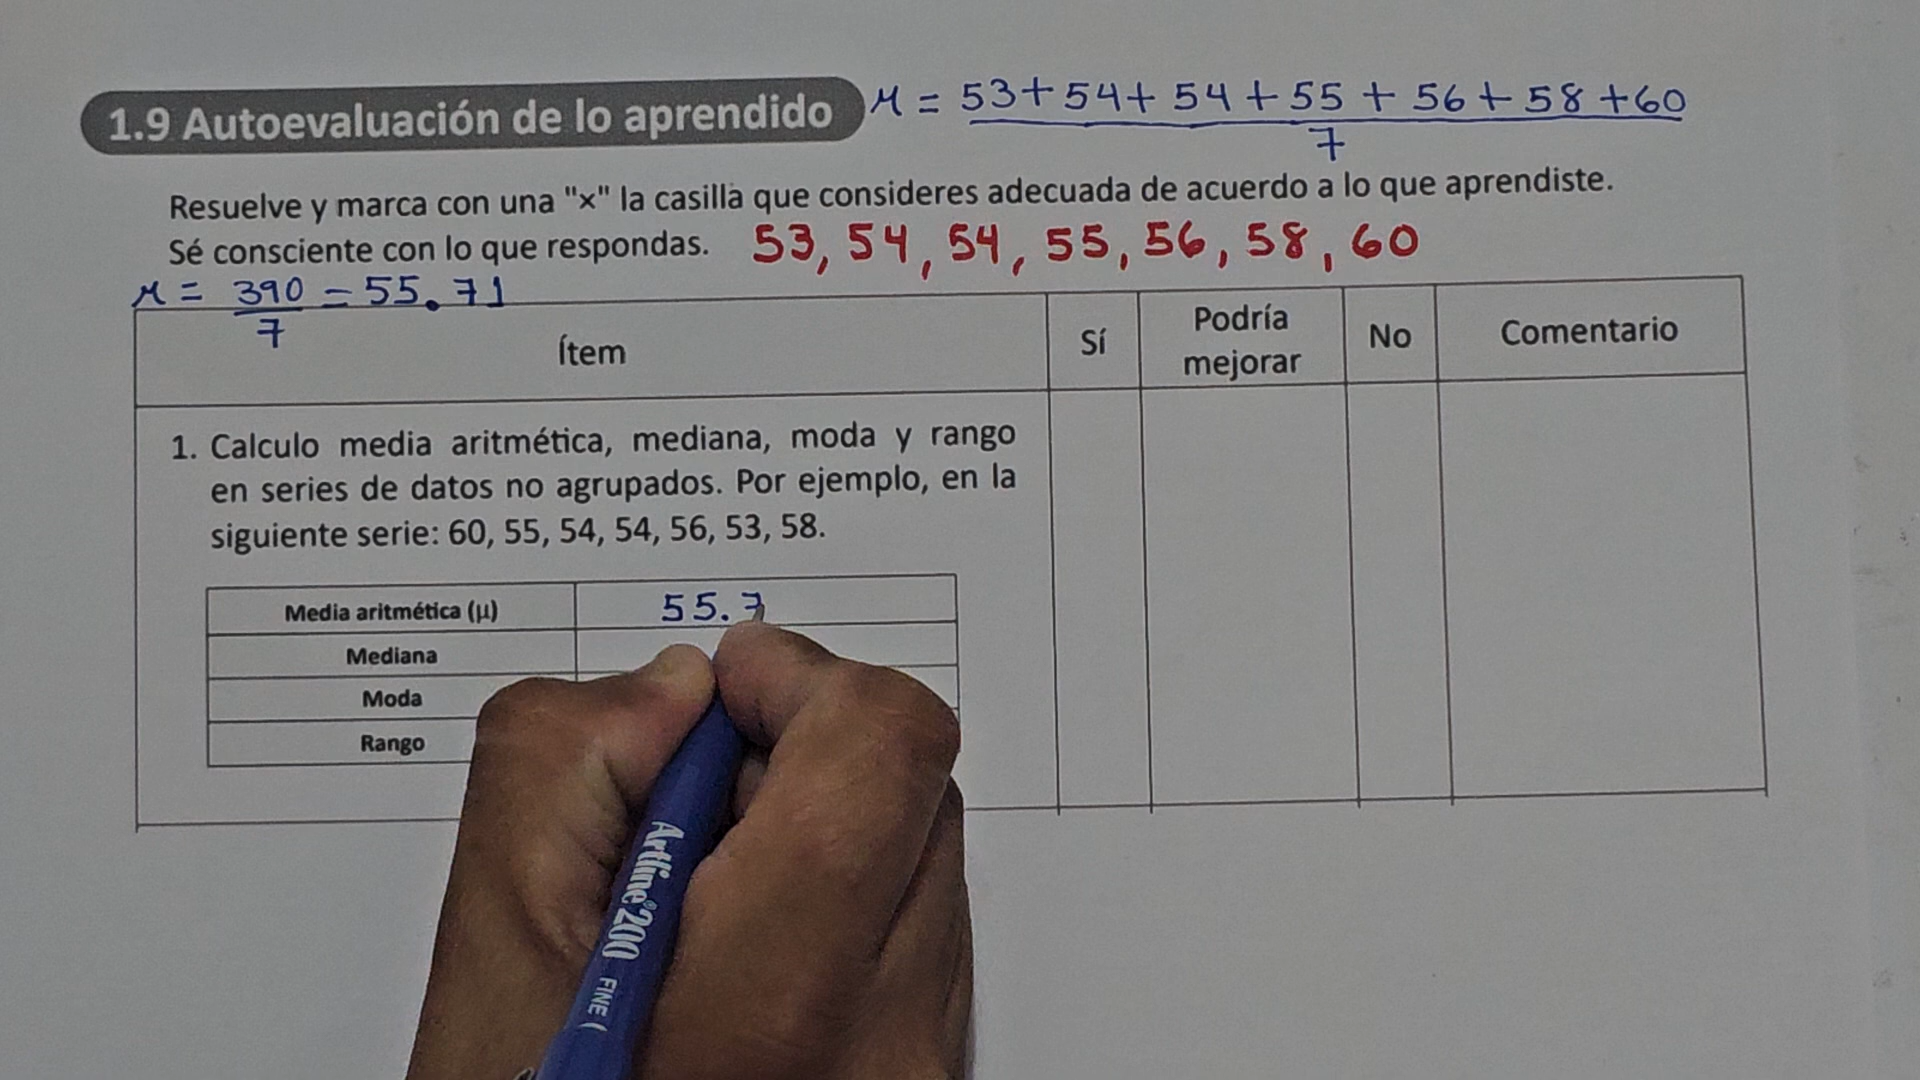 1.9 Autoevaluación de lo aprendido
μ = 53+54+54+55+56+58+60
7
Resuelve y marca con una "×" la casilla que consideres adecuada de acuerdo a lo que aprendiste.
Sé consciente con lo que respondas.
53, 54, 54, 55, 56, 58, 60
μ = 390 = 55.71
7
Ítem
Sí
Podría
mejorar
No
Comentario
1. Calculo media aritmética, mediana, moda y rango
en series de datos no agrupados. Por ejemplo, en la
siguiente serie: 60, 55, 54, 54, 56, 53, 58.
Media aritmética (μ)
55.7
Mediana
Moda
Rango
Artline 200 FINE (